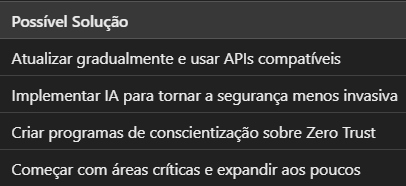 Possível Solução
Atualizar gradualmente e usar APIs compatíveis
Implementar IA para tornar a segurança menos invasiva
Criar programas de conscientização sobre Zero Trust
Começar com áreas críticas e expandir aos poucos